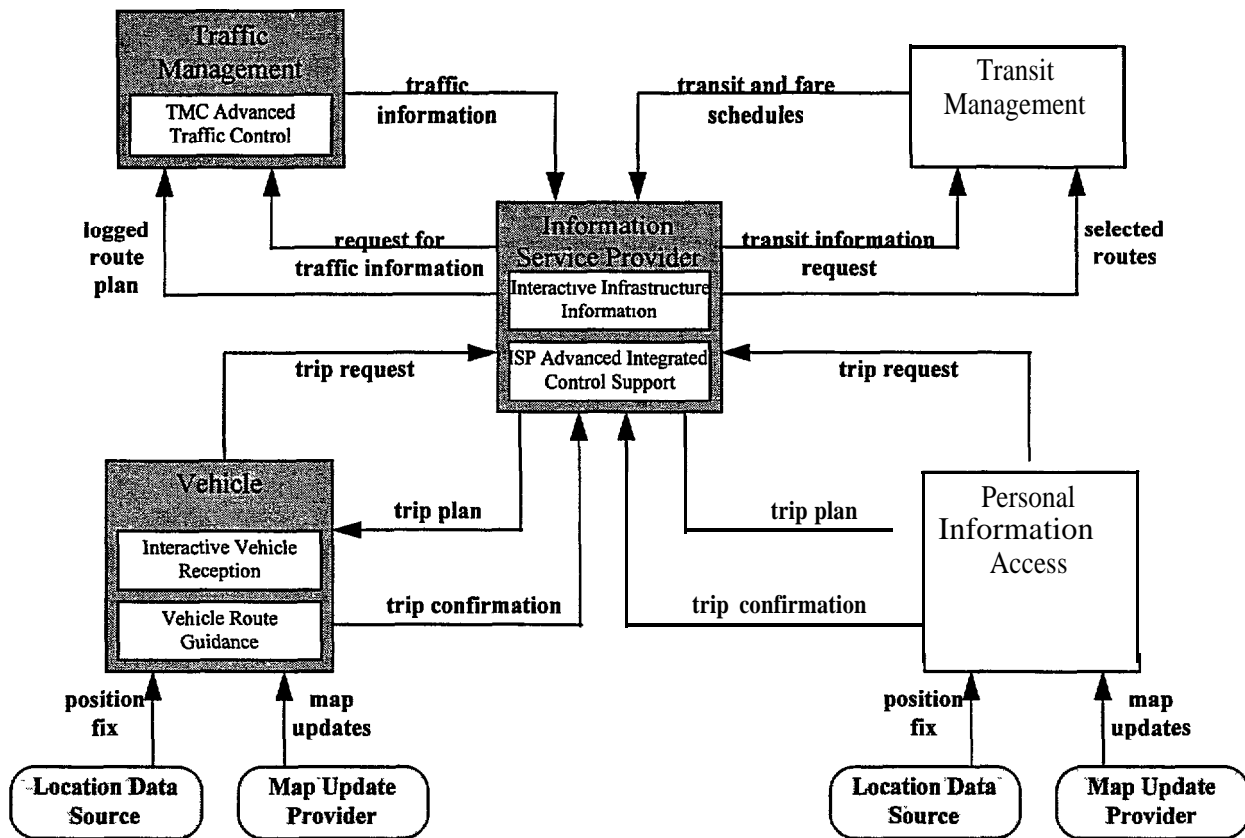 Traffic
Management
TMC Advanced
Traffic Control
traffic
information
transit and fare
schedules
Transit
Management
logged
route
plan
request for
traffic information
Information
Service Provider
Interactive Infrastructure
Information
ISP Advanced Integrated
Control Support
transit information
request
selected
routes
trip request
trip request
Vehicle
Interactive Vehicle
Reception
Vehicle Route
Guidance
trip plan
trip confirmation
trip plan
trip confirmation
Personal
Information
Access
position
fix
map
updates
position
fix
map
updates
Location Data
Source
Map Update
Provider
Location Data
Source
Map Update
Provider